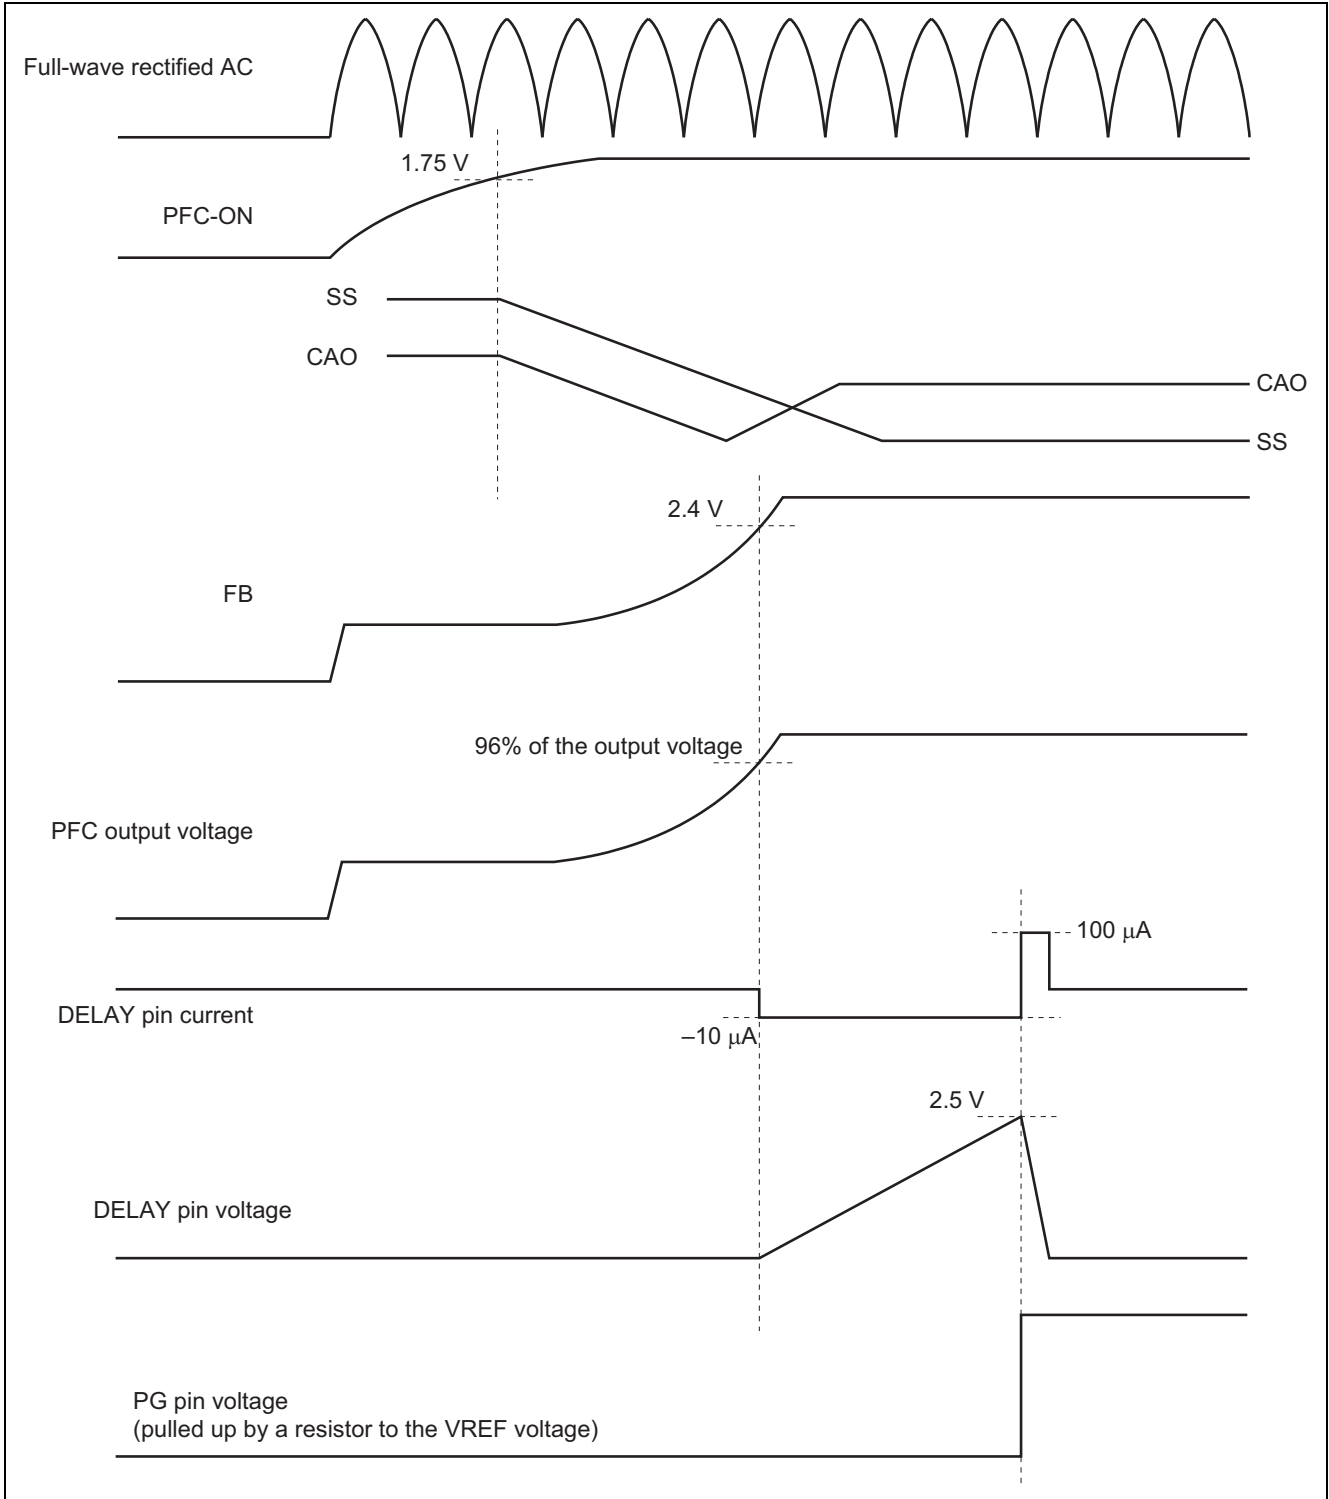 Full-wave rectified AC
1.75 V
PFC-ON
SS
CAO
CAO
SS
2.4 V
FB
96% of the output voltage
PFC output voltage
100 μA
DELAY pin current
–10 μA
2.5 V
DELAY pin voltage
PG pin voltage
(pulled up by a resistor to the VREF voltage)